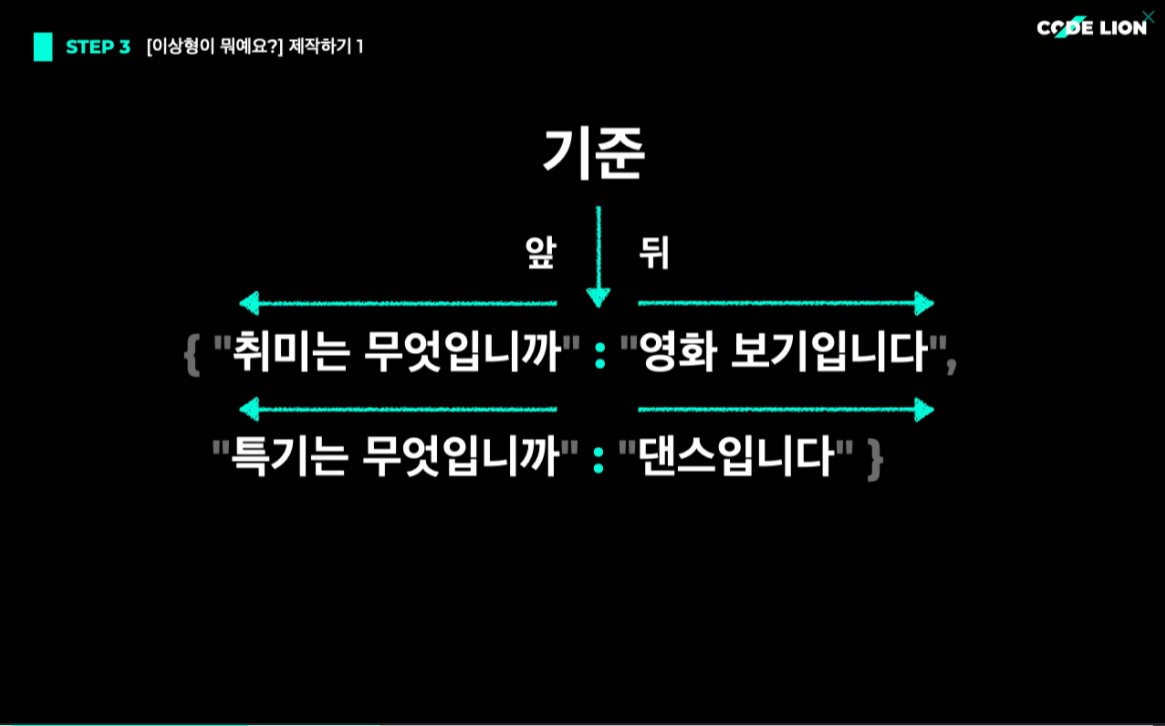 STEP 3 [이상형이 뭐예요?] 제작하기 1
CODE LION
기준
앞 뒤
{ "취미는 무엇입니까" : "영화 보기입니다",
"특기는 무엇입니까" : "댄스입니다" }